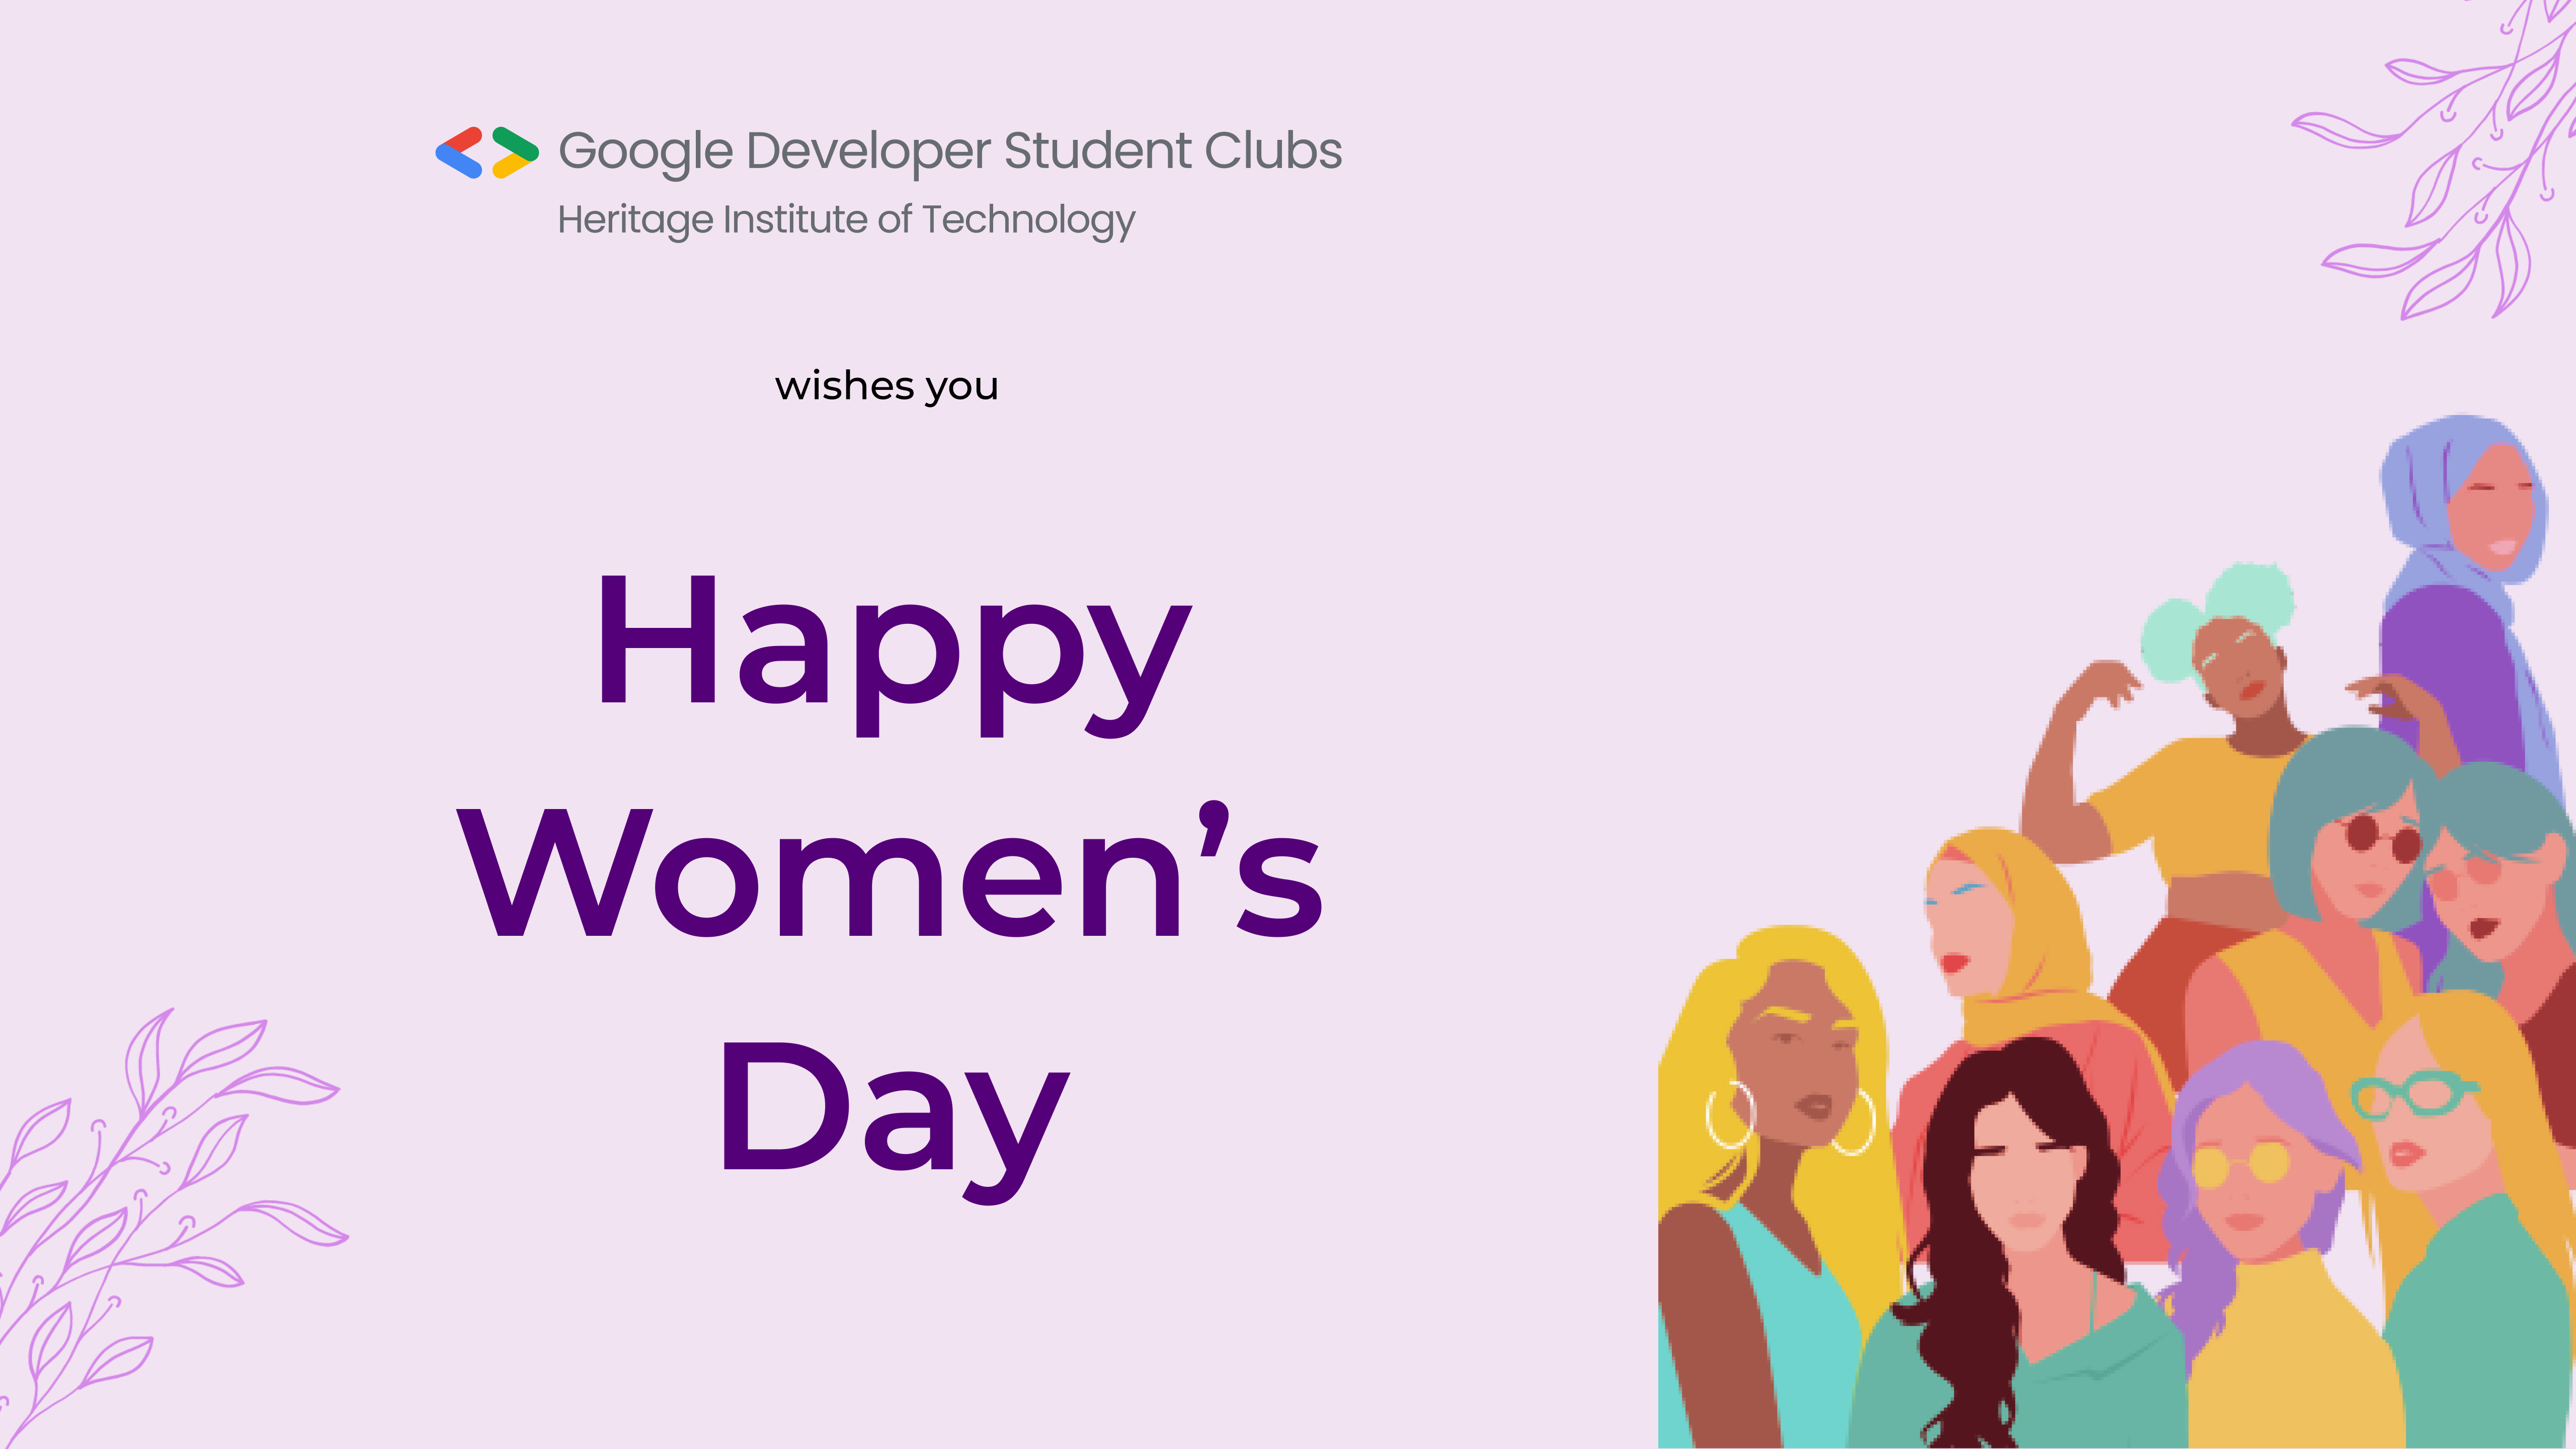 Google Developer Student Clubs
Heritage Institute of Technology
wishes you
Happy
Women’s
Day